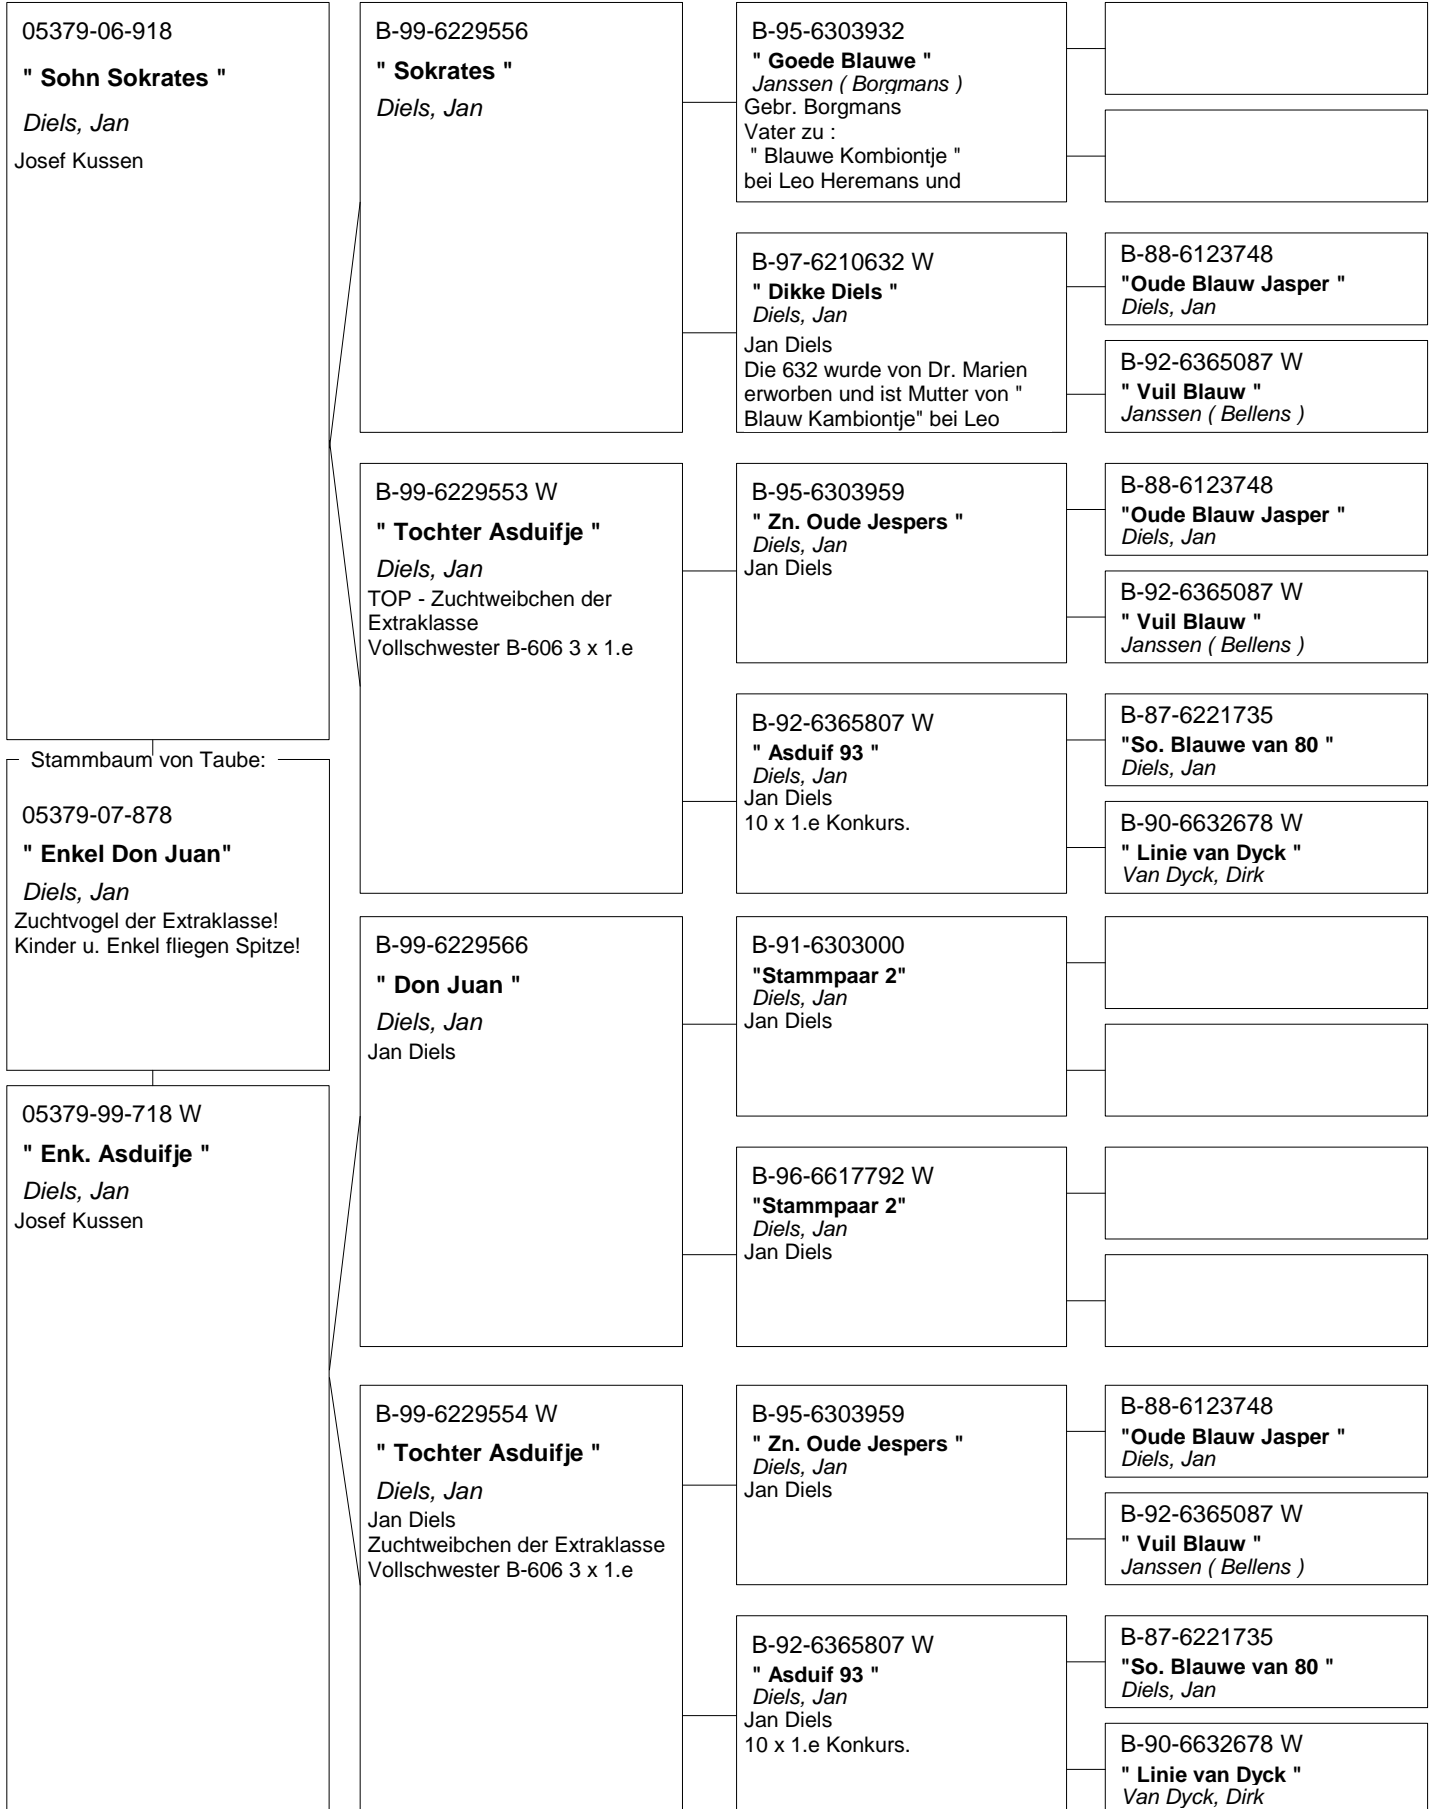 05379-06-918
" Sohn Sokrates "
Diels, Jan
Josef Kussen
Stammbaum von Taube:
05379-07-878
" Enkel Don Juan"
Diels, Jan
Zuchtvogel der Extraklasse!
Kinder u. Enkel fliegen Spitze!
05379-99-718 W
" Enk. Asduifje "
Diels, Jan
Josef Kussen
B-99-6229556
" Sokrates "
Diels, Jan
B-99-6229553 W
" Tochter Asduifje "
Diels, Jan
TOP - Zuchtweibchen der
Extraklasse
Vollschwester B-606 3 x 1.e
B-99-6229566
" Don Juan "
Diels, Jan
Jan Diels
B-99-6229554 W
" Tochter Asduifje "
Diels, Jan
Jan Diels
Zuchtweibchen der Extraklasse
Vollschwester B-606 3 x 1.e
B-95-6303932
" Goede Blauwe "
Janssen ( Borgmans )
Gebr. Borgmans
Vater zu :
" Blauwe Kombiontje "
bei Leo Heremans und
B-97-6210632 W
" Dikke Diels "
Diels, Jan
Jan Diels
Die 632 wurde von Dr. Marien
erworben und ist Mutter von "
Blauw Kambiontje" bei Leo
B-95-6303959
" Zn. Oude Jespers "
Diels, Jan
Jan Diels
B-92-6365807 W
" Asduif 93 "
Diels, Jan
Jan Diels
10 x 1.e Konkurs.
B-91-6303000
"Stammpaar 2"
Diels, Jan
Jan Diels
B-96-6617792 W
"Stammpaar 2"
Diels, Jan
Jan Diels
B-95-6303959
" Zn. Oude Jespers "
Diels, Jan
Jan Diels
B-92-6365807 W
" Asduif 93 "
Diels, Jan
Jan Diels
10 x 1.e Konkurs.
B-88-6123748
"Oude Blauw Jasper "
Diels, Jan
B-92-6365087 W
" Vuil Blauw "
Janssen ( Bellens )
B-88-6123748
"Oude Blauw Jasper "
Diels, Jan
B-92-6365087 W
" Vuil Blauw "
Janssen ( Bellens )
B-87-6221735
"So. Blauwe van 80 "
Diels, Jan
B-90-6632678 W
" Linie van Dyck "
Van Dyck, Dirk
B-88-6123748
"Oude Blauw Jasper "
Diels, Jan
B-92-6365087 W
" Vuil Blauw "
Janssen ( Bellens )
B-87-6221735
"So. Blauwe van 80 "
Diels, Jan
B-90-6632678 W
" Linie van Dyck "
Van Dyck, Dirk